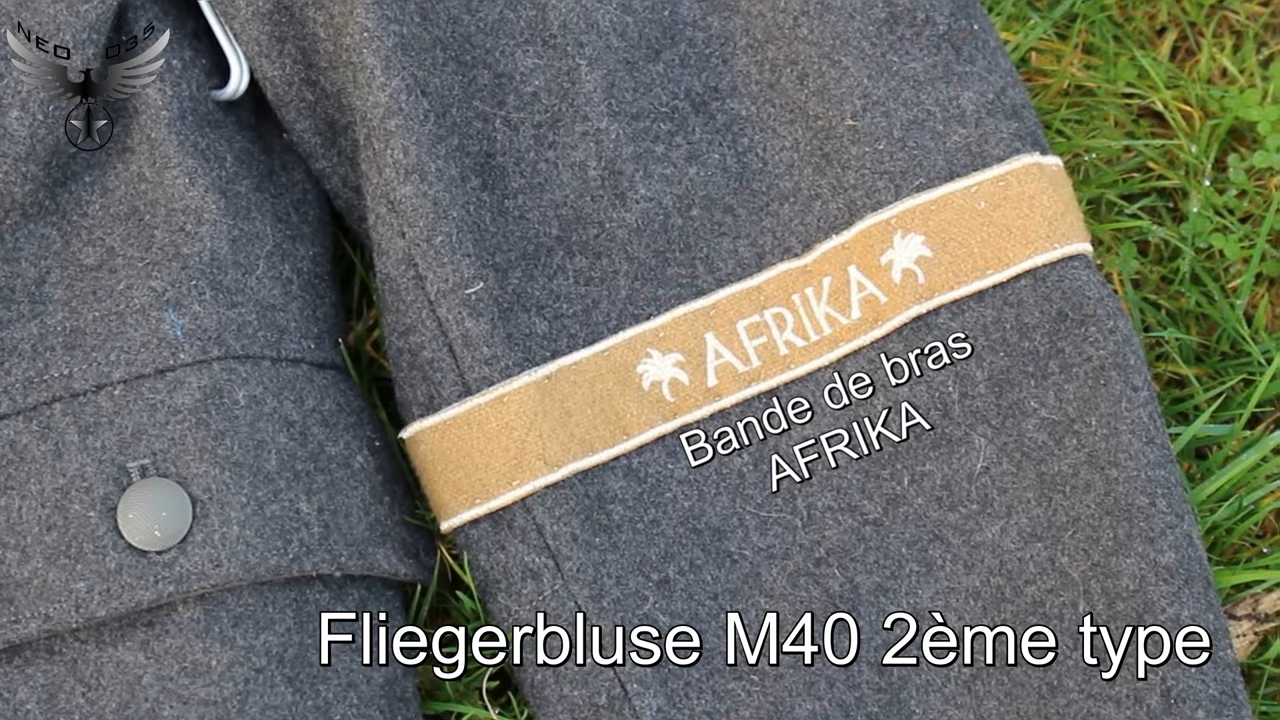 NEO 035
AFRIKA
Bande de bras
AFRIKA
Fliegerbluse M40 2ème type